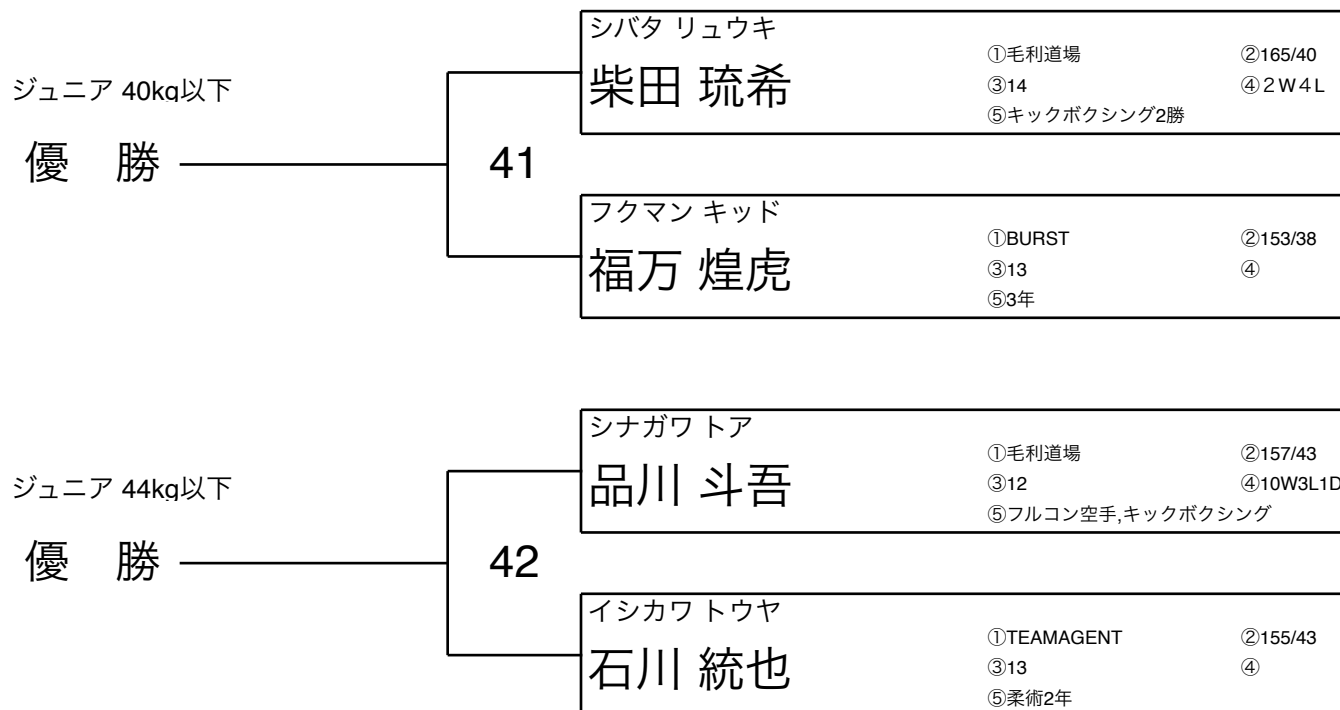 ジュニア 40kg以下
優 勝
41
シバタ リュウキ
柴田 琉希
①毛利道場 ②165/40
③14 ④２W４L
⑤キックボクシング2勝
フクマン キッド
福万 煌虎
①BURST ②153/38
③13 ④
⑤3年
ジュニア 44kg以下
優 勝
42
シナガワ トア
品川 斗吾
①毛利道場 ②157/43
③12 ④10W3L1D
⑤フルコン空手,キックボクシング
イシカワ トウヤ
石川 統也
①TEAMAGENT ②155/43
③13 ④
⑤柔術2年